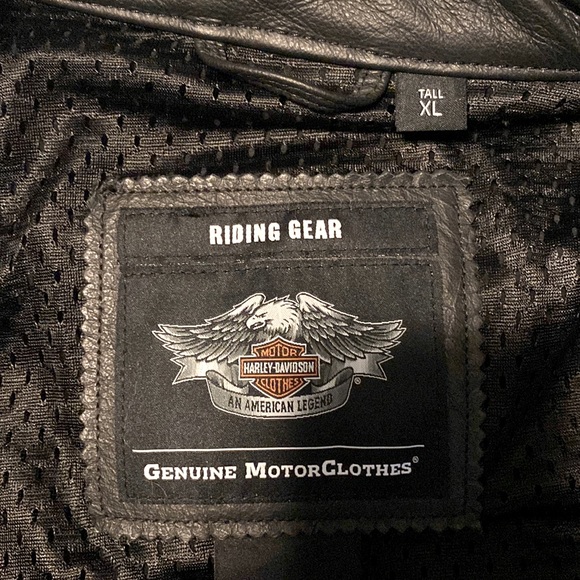 TALL
XL
RIDING GEAR
MOTOR
HARLEY-DAVIDSON
CLOTHES
®
AN AMERICAN LEGEND
GENUINE MOTORCLOTHES®